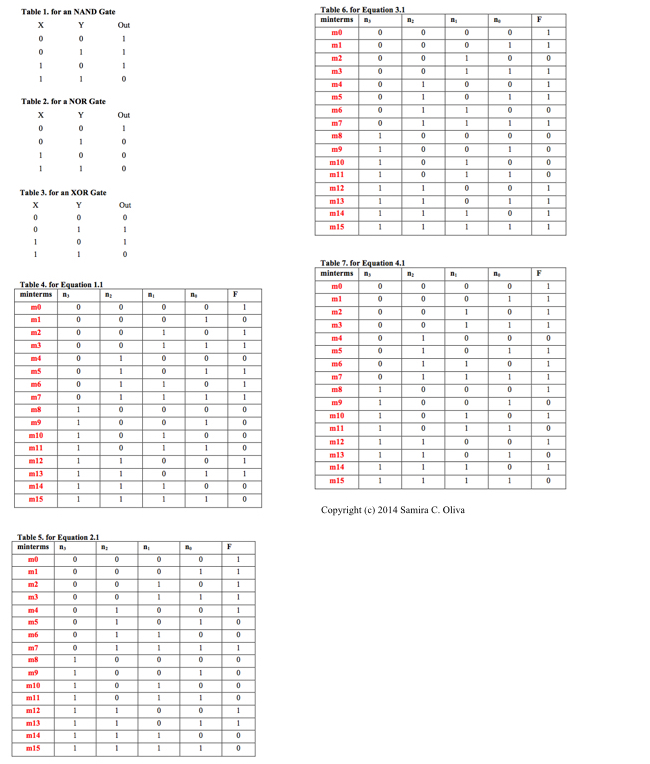 Table 1. for an NAND Gate
X Y Out
0 0 1
0 1 1
1 0 1
1 1 0
Table 2. for a NOR Gate
X Y Out
0 0 1
0 1 0
1 0 0
1 1 0
Table 3. for an XOR Gate
X Y Out
0 0 0
0 1 1
1 0 1
1 1 0
Table 4. for Equation 1.1
minterms n₃ n₂ n₁ n₀ F
m0 0 0 0 0 1
m1 0 0 0 1 0
m2 0 0 1 0 1
m3 0 0 1 1 1
m4 0 1 0 0 0
m5 0 1 0 1 1
m6 0 1 1 0 1
m7 0 1 1 1 1
m8 1 0 0 0 0
m9 1 0 0 1 0
m10 1 0 1 0 0
m11 1 0 1 1 0
m12 1 1 0 0 1
m13 1 1 0 1 1
m14 1 1 1 0 0
m15 1 1 1 1 0
Table 5. for Equation 2.1
minterms n₃ n₂ n₁ n₀ F
m0 0 0 0 0 1
m1 0 0 0 1 1
m2 0 0 1 0 1
m3 0 0 1 1 1
m4 0 1 0 0 1
m5 0 1 0 1 0
m6 0 1 1 0 0
m7 0 1 1 1 1
m8 1 0 0 0 0
m9 1 0 0 1 0
m10 1 0 1 0 0
m11 1 0 1 1 0
m12 1 1 0 0 1
m13 1 1 0 1 1
m14 1 1 1 0 0
m15 1 1 1 1 0
Table 6. for Equation 3.1
minterms n₃ n₂ n₁ n₀ F
m0 0 0 0 0 1
m1 0 0 0 1 1
m2 0 0 1 0 0
m3 0 0 1 1 1
m4 0 1 0 0 1
m5 0 1 0 1 1
m6 0 1 1 0 0
m7 0 1 1 1 1
m8 1 0 0 0 0
m9 1 0 0 1 0
m10 1 0 1 0 0
m11 1 0 1 1 0
m12 1 1 0 0 1
m13 1 1 0 1 1
m14 1 1 1 0 1
m15 1 1 1 1 1
Table 7. for Equation 4.1
minterms n₃ n₂ n₁ n₀ F
m0 0 0 0 0 1
m1 0 0 0 1 1
m2 0 0 1 0 1
m3 0 0 1 1 1
m4 0 1 0 0 0
m5 0 1 0 1 1
m6 0 1 1 0 1
m7 0 1 1 1 1
m8 1 0 0 0 1
m9 1 0 0 1 0
m10 1 0 1 0 1
m11 1 0 1 1 0
m12 1 1 0 0 1
m13 1 1 0 1 0
m14 1 1 1 0 1
m15 1 1 1 1 0
Copyright (c) 2014 Samira C. Oliva